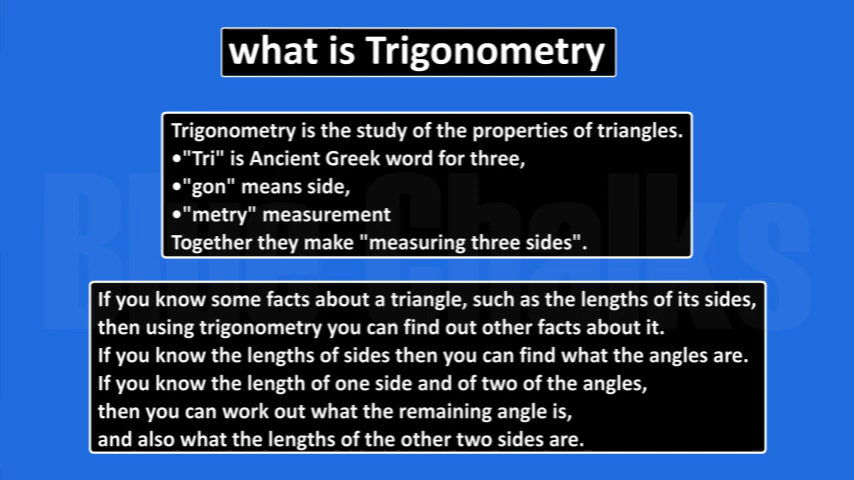 what is Trigonometry
Trigonometry is the study of the properties of triangles.
•"Tri" is Ancient Greek word for three,
•"gon" means side,
•"metry" measurement
Together they make "measuring three sides".
If you know some facts about a triangle, such as the lengths of its sides,
then using trigonometry you can find out other facts about it.
If you know the lengths of sides then you can find what the angles are.
If you know the length of one side and of two of the angles,
then you can work out what the remaining angle is,
and also what the lengths of the other two sides are.
Blue Chalks